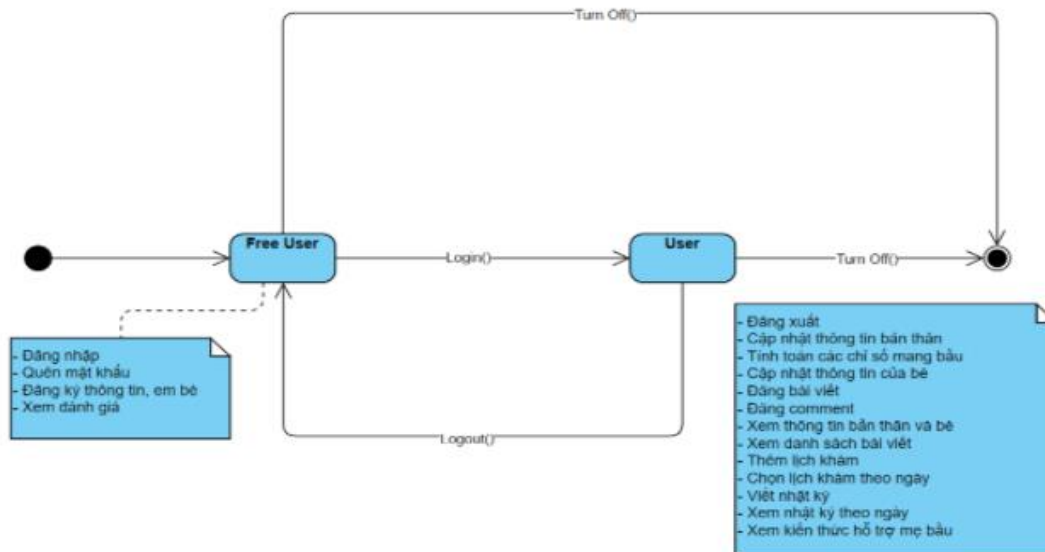 Turn Off()
Free User
Login()
User
Turn Off()
Logout()
- Đăng nhập
- Quên mật khẩu
- Đăng ký thông tin, em bé
- Xem đánh giá
- Đăng xuất
- Cập nhật thông tin bản thân
- Tính toán các chỉ số mang bầu
- Cập nhật thông tin của bé
- Đăng bài viết
- Đăng comment
- Xem thông tin bản thân và bé
- Xem danh sách bài viết
- Thêm lịch khám
- Chọn lịch khám theo ngày
- Viết nhật ký
- Xem nhật ký theo ngày
- Xem kiến thức hỗ trợ mẹ bầu